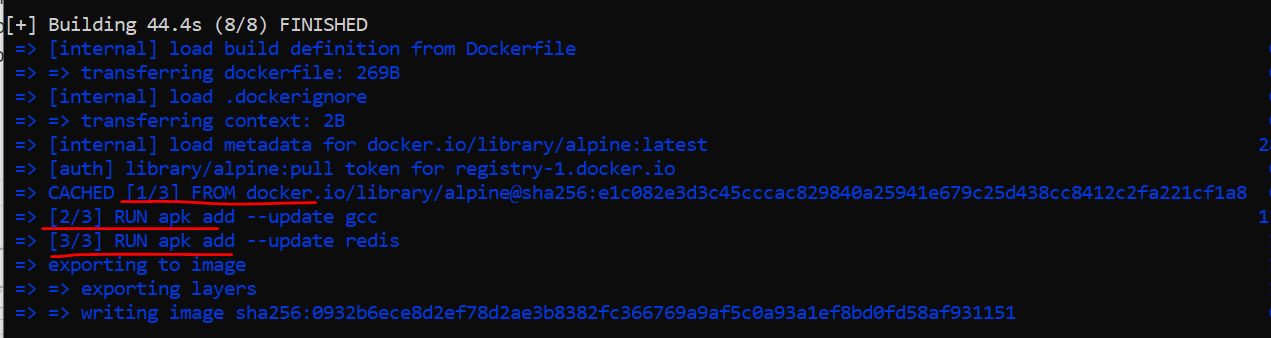 [+] Building 44.4s (8/8) FINISHED
=> [internal] load build definition from Dockerfile
=> => transferring dockerfile: 269B
=> [internal] load .dockerignore
=> => transferring context: 2B
=> [internal] load metadata for docker.io/library/alpine:latest
=> [auth] library/alpine:pull token for registry-1.docker.io
=> CACHED [1/3] FROM docker.io/library/alpine@sha256:e1c082e3d3c45cccac829840a25941e679c25d438cc8412c2fa221cf1a8
=> [2/3] RUN apk add --update gcc
=> [3/3] RUN apk add --update redis
=> exporting to image
=> => exporting layers
=> => writing image sha256:0932b6ece8d2ef78d2ae3b8382fc366769a9af5c0a93a1ef8bd0fd58af931151